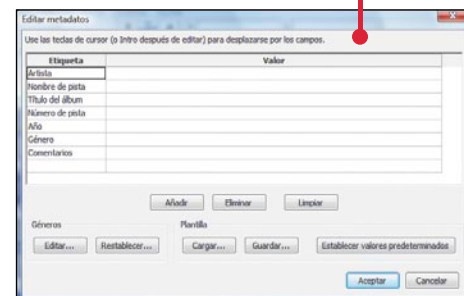 Editar metadatos
Use las teclas de cursor (o Intro después de editar) para desplazarse por los campos.
Etiqueta Valor
Artista
Nombre de pista
Título del álbum
Número de pista
Año
Género
Comentarios
Añadir Eliminar Limpiar
Géneros Plantilla
Editar... Restablecer... Cargar... Guardar... Establecer valores predeterminados
Aceptar Cancelar